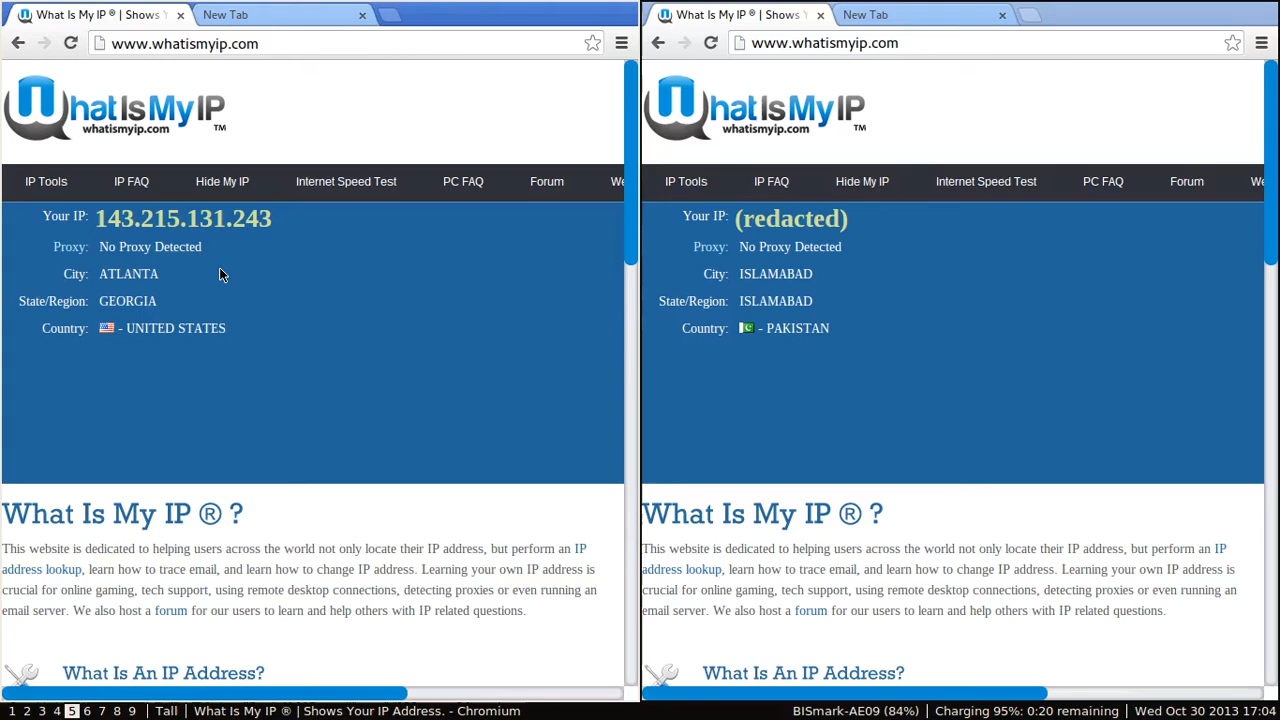 What Is My IP ® | Shows Y
New Tab
www.whatismyip.com
WhatIsMyIP
whatismyip.com
TM
IP Tools IP FAQ Hide My IP Internet Speed Test PC FAQ Forum We
Your IP: 143.215.131.243
Proxy: No Proxy Detected
City: ATLANTA
State/Region: GEORGIA
Country: - UNITED STATES
What Is My IP ® ?
This website is dedicated to helping users across the world not only locate their IP address, but perform an IP
address lookup, learn how to trace email, and learn how to change IP address. Learning your own IP address is
crucial for online gaming, tech support, using remote desktop connections, detecting proxies or even running an
email server. We also host a forum for our users to learn and help others with IP related questions.
What Is An IP Address?
What Is My IP ® | Shows Y
New Tab
www.whatismyip.com
WhatIsMyIP
whatismyip.com
TM
IP Tools IP FAQ Hide My IP Internet Speed Test PC FAQ Forum We
Your IP: (redacted)
Proxy: No Proxy Detected
City: ISLAMABAD
State/Region: ISLAMABAD
Country: - PAKISTAN
What Is My IP ® ?
This website is dedicated to helping users across the world not only locate their IP address, but perform an IP
address lookup, learn how to trace email, and learn how to change IP address. Learning your own IP address is
crucial for online gaming, tech support, using remote desktop connections, detecting proxies or even running an
email server. We also host a forum for our users to learn and help others with IP related questions.
What Is An IP Address?
1 2 3 4 5 6 7 8 9 | Tall | What Is My IP ® | Shows Your IP Address. - Chromium BISmark-AE09 (84%) | Charging 95%: 0:20 remaining | Wed Oct 30 2013 17:04